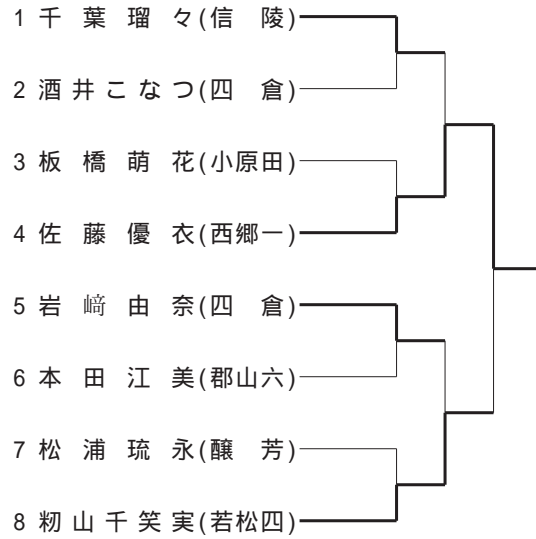 1 千葉瑠々(信陵)
2 酒井こなつ(四倉)
3 板橋萌花(小原田)
4 佐藤優衣(西郷一)
5 岩﨑由奈(四倉)
6 本田江美(郡山六)
7 松浦琉永(醸芳)
8 籾山千笑実(若松四)